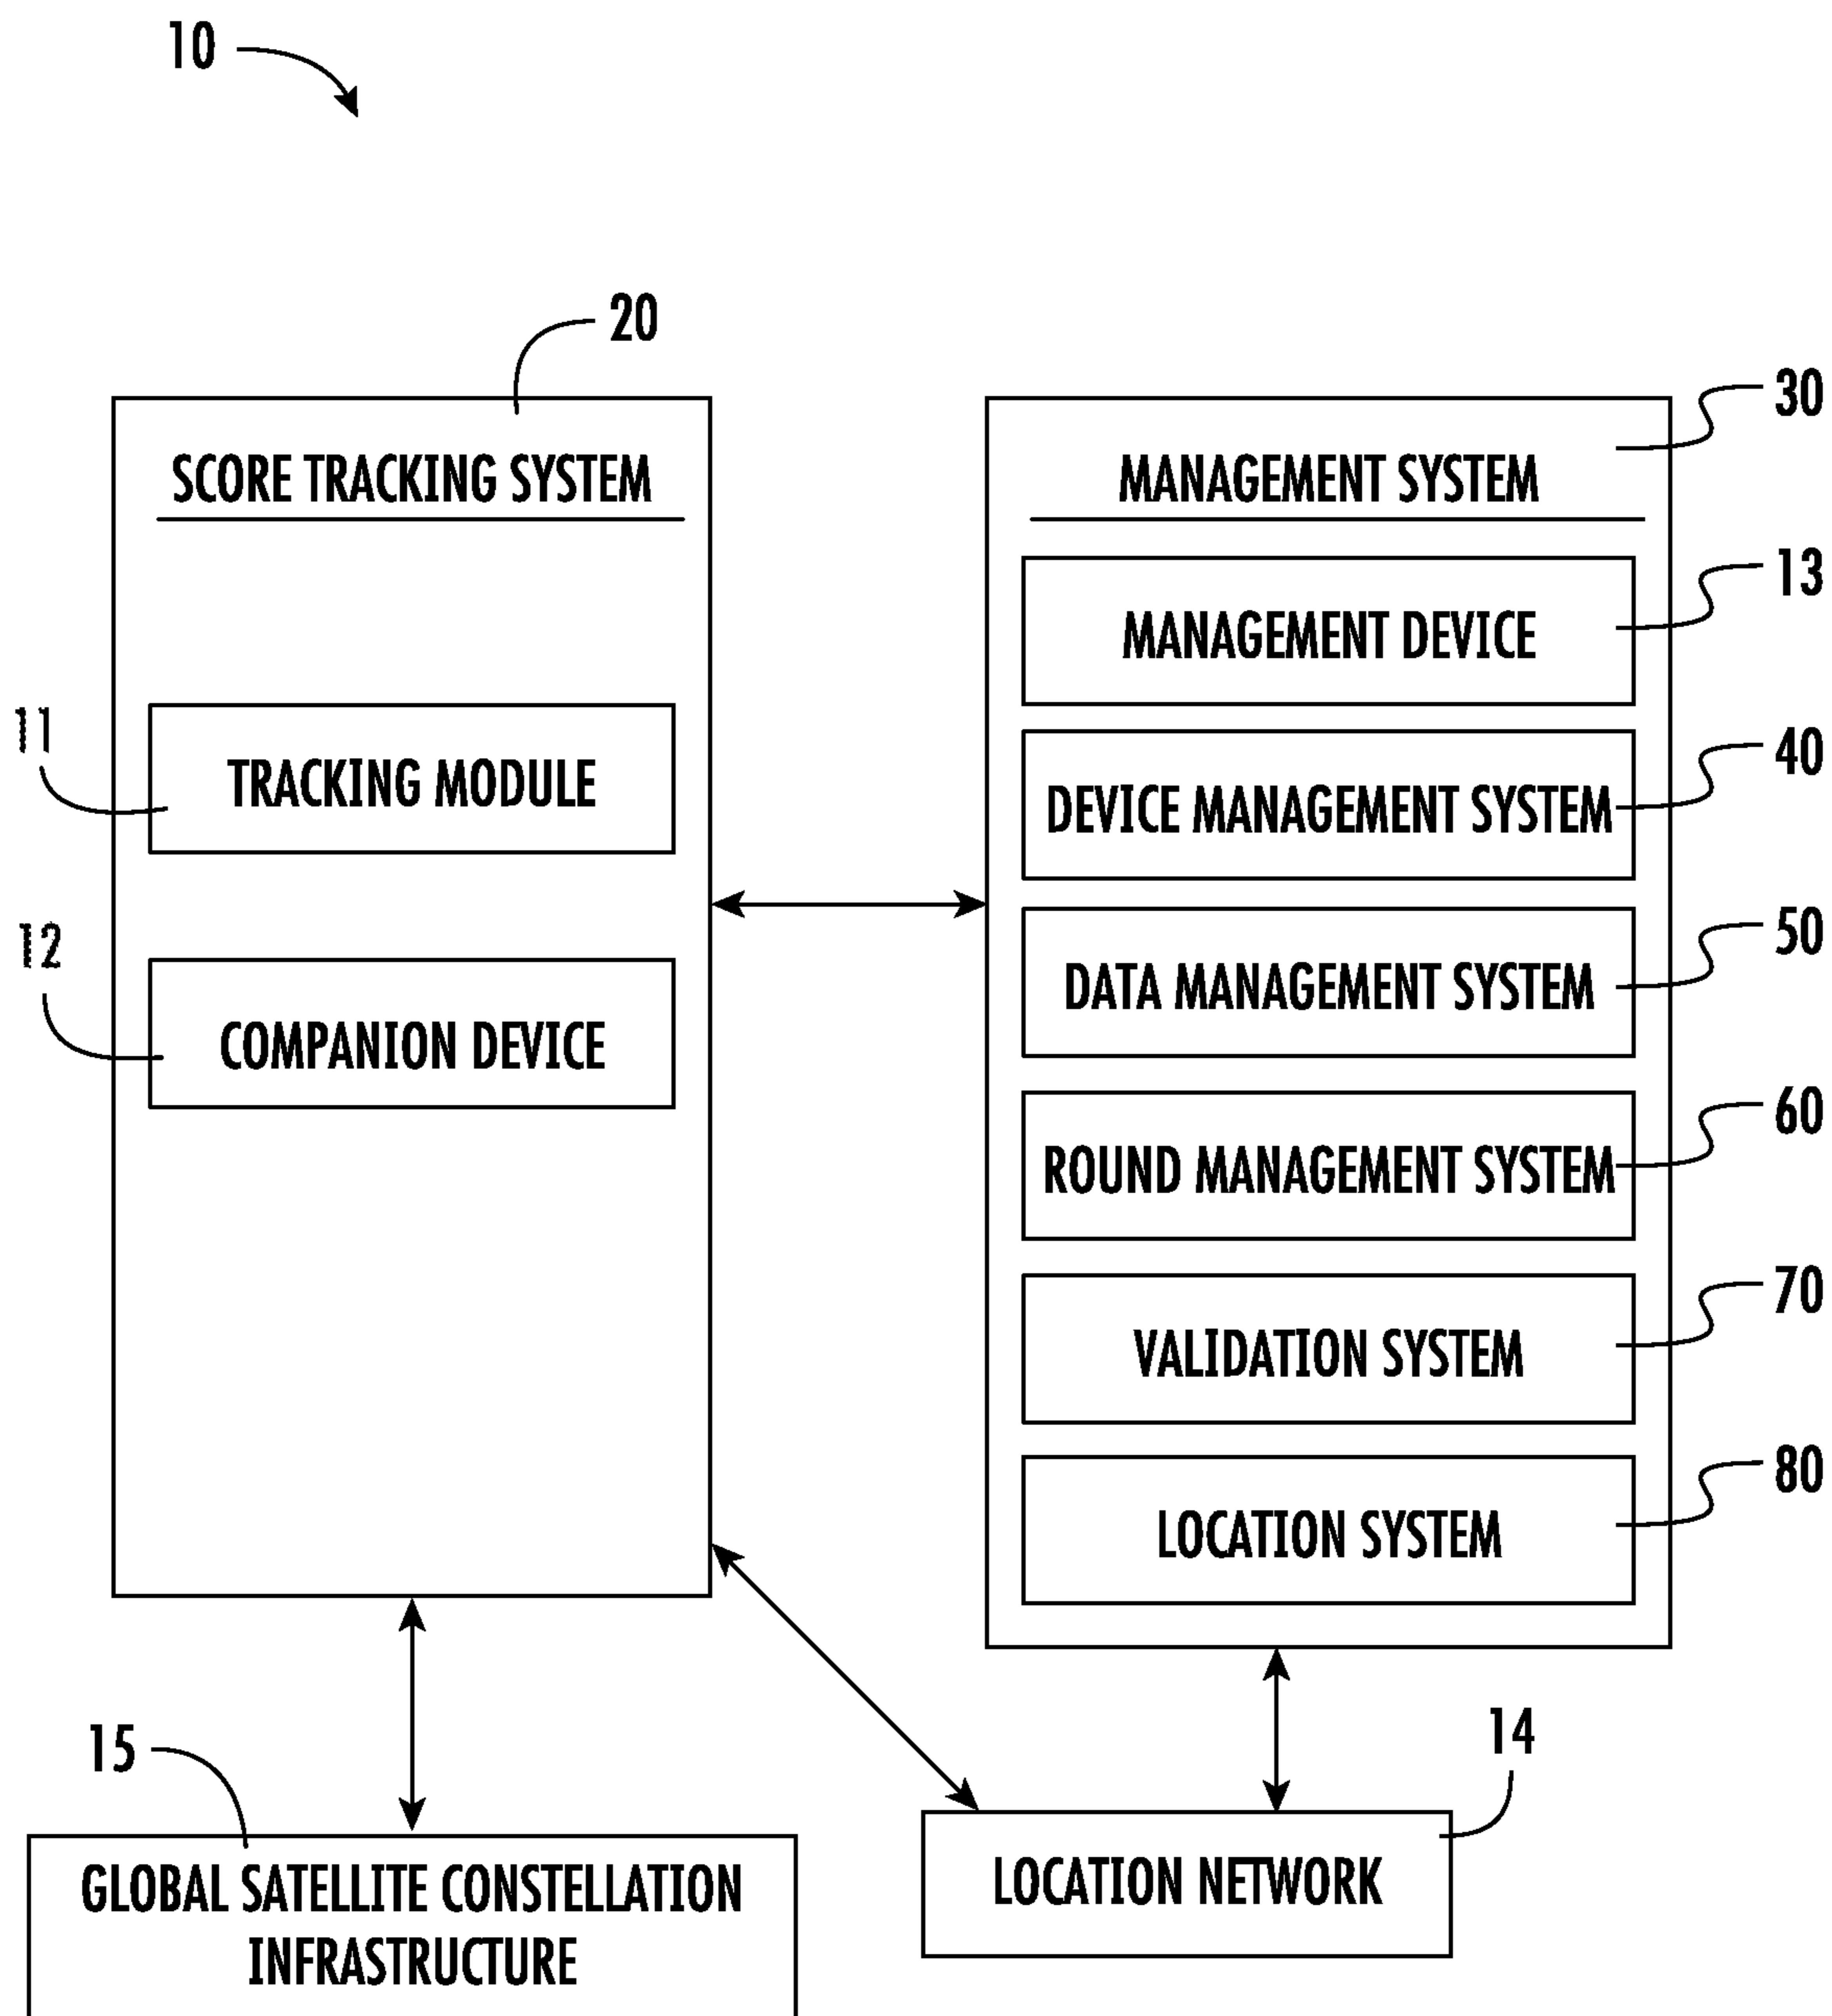 10
20
SCORE TRACKING SYSTEM
11
TRACKING MODULE
12
COMPANION DEVICE
30
MANAGEMENT SYSTEM
13
MANAGEMENT DEVICE
40
DEVICE MANAGEMENT SYSTEM
50
DATA MANAGEMENT SYSTEM
60
ROUND MANAGEMENT SYSTEM
70
VALIDATION SYSTEM
80
LOCATION SYSTEM
15
GLOBAL SATELLITE CONSTELLATION
INFRASTRUCTURE
14
LOCATION NETWORK